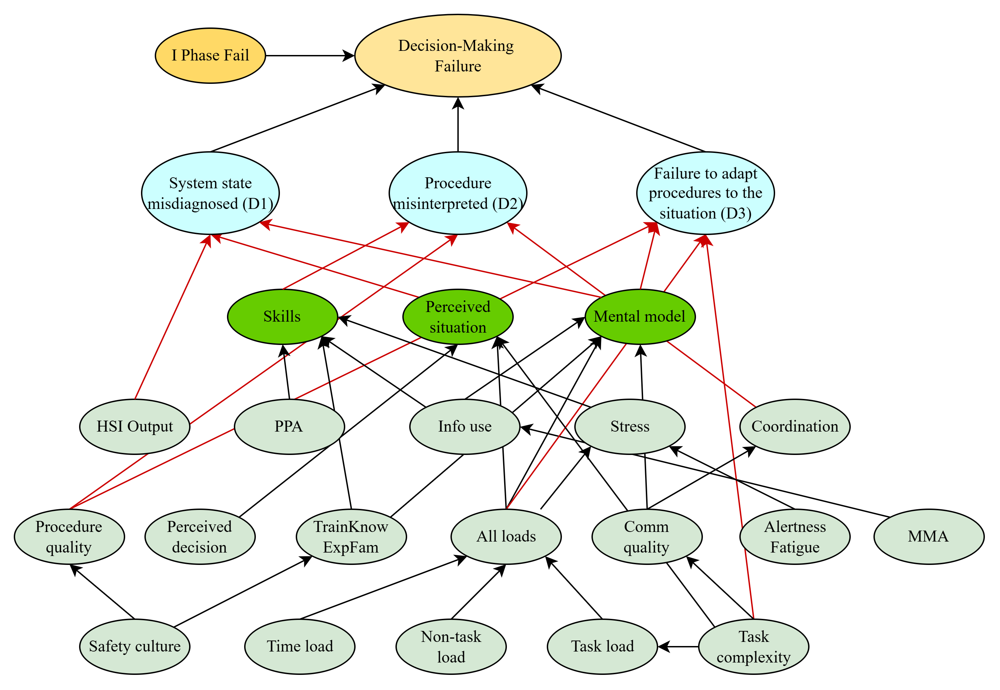 I Phase Fail
Decision-Making
Failure
System state
misdiagnosed (D1)
Procedure
misinterpreted (D2)
Failure to adapt
procedures to the
situation (D3)
Skills
Perceived
situation
Mental model
HSI Output
PPA
Info use
Stress
Coordination
Procedure
quality
Perceived
decision
TrainKnow
ExpFam
All loads
Comm
quality
Alertness
Fatigue
MMA
Safety culture
Time load
Non-task
load
Task load
Task
complexity